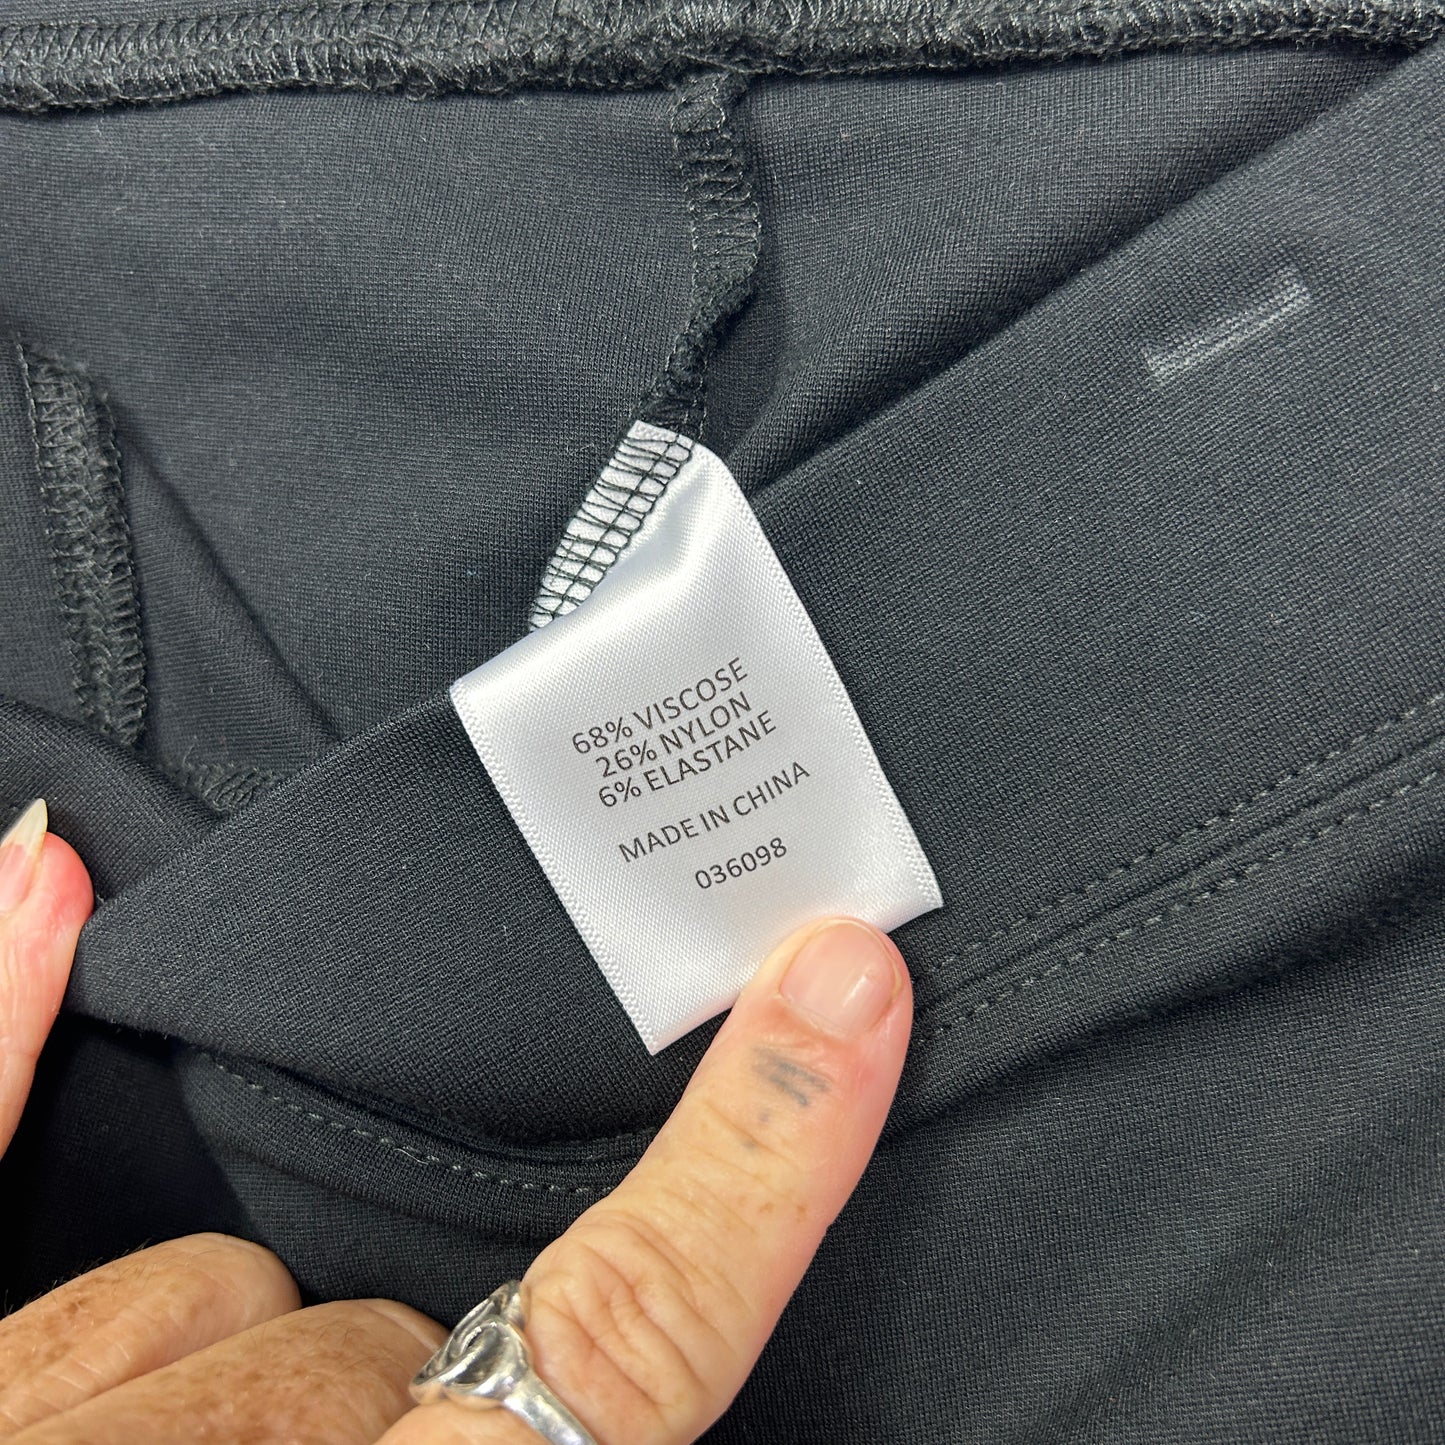 68% VISCOSE
26% NYLON
6% ELASTANE
MADE IN CHINA
036098